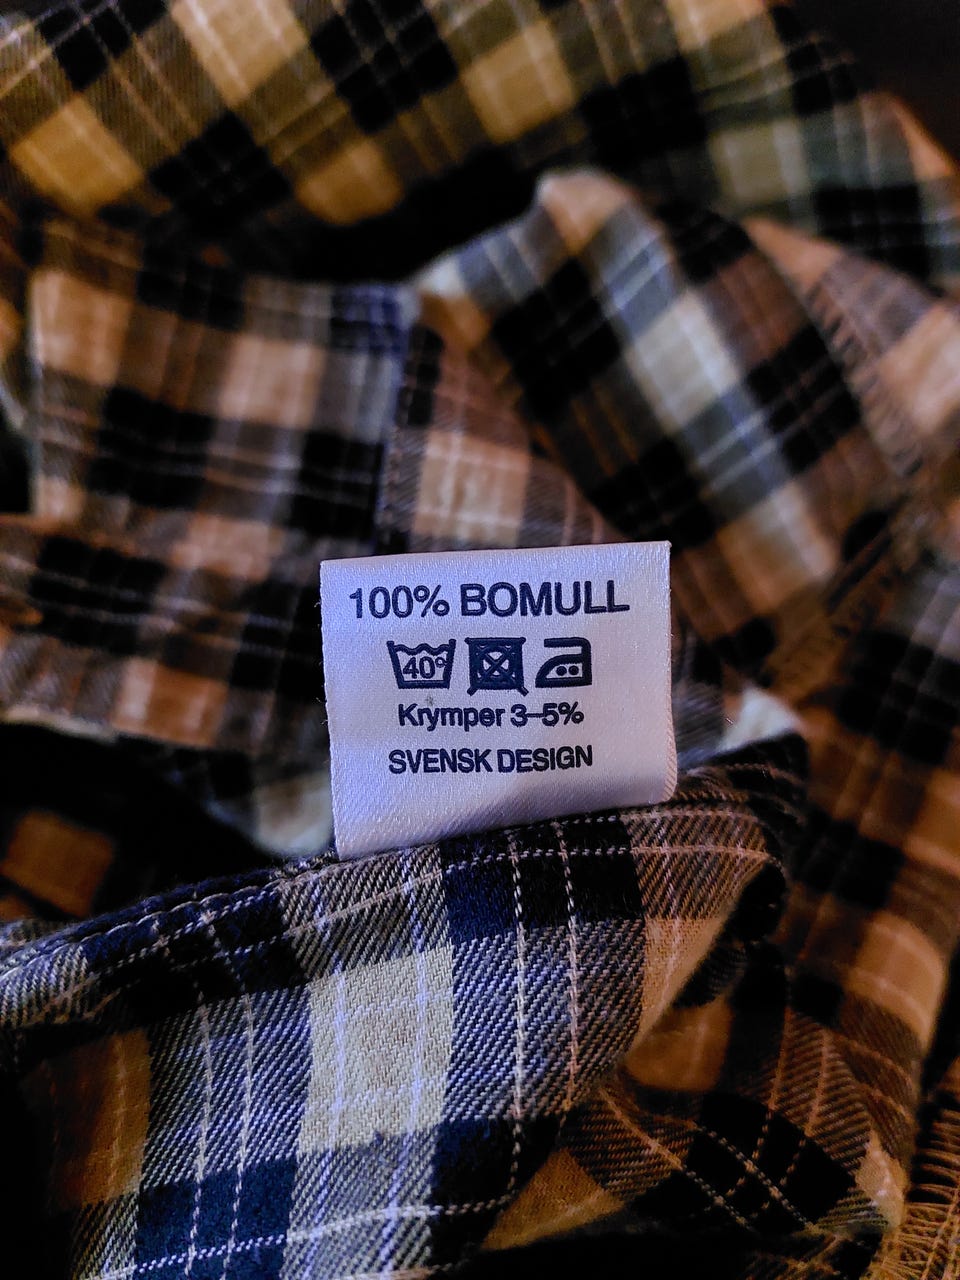 100% BOMULL
40°
Krymper 3–5%
SVENSK DESIGN